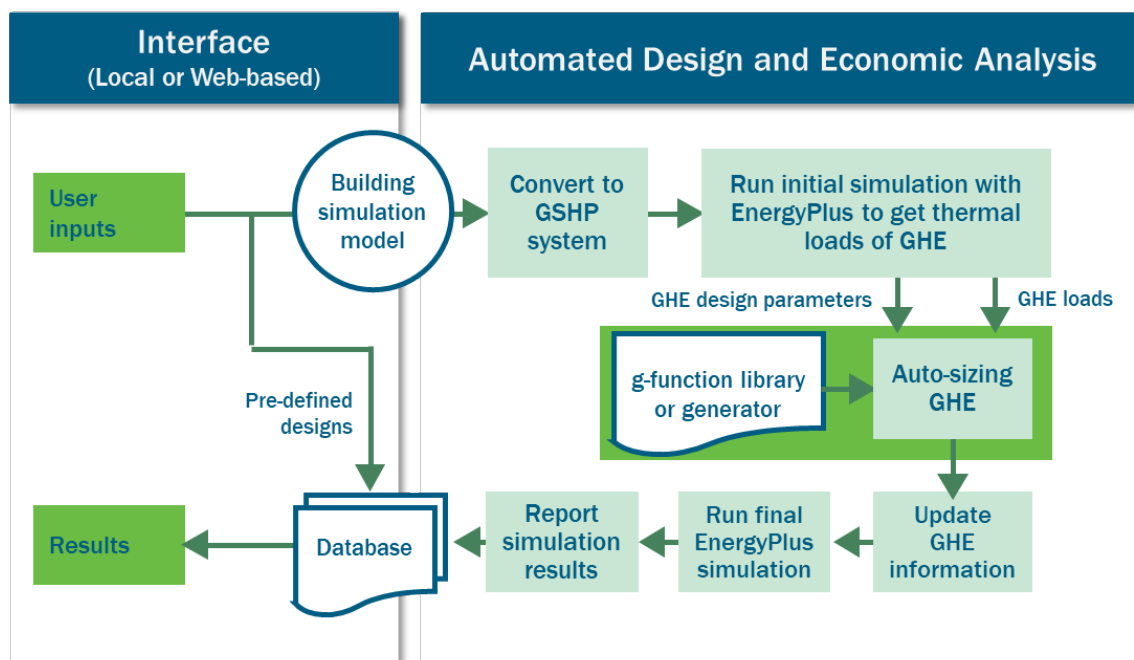 Interface
(Local or Web-based)
Automated Design and Economic Analysis
User
inputs
Building
simulation
model
Convert to
GSHP
system
Run initial simulation with
EnergyPlus to get thermal
loads of GHE
GHE design parameters
GHE loads
g-function library
or generator
Auto-sizing
GHE
Pre-defined
designs
Results
Database
Report
simulation
results
Run final
EnergyPlus
simulation
Update
GHE
information